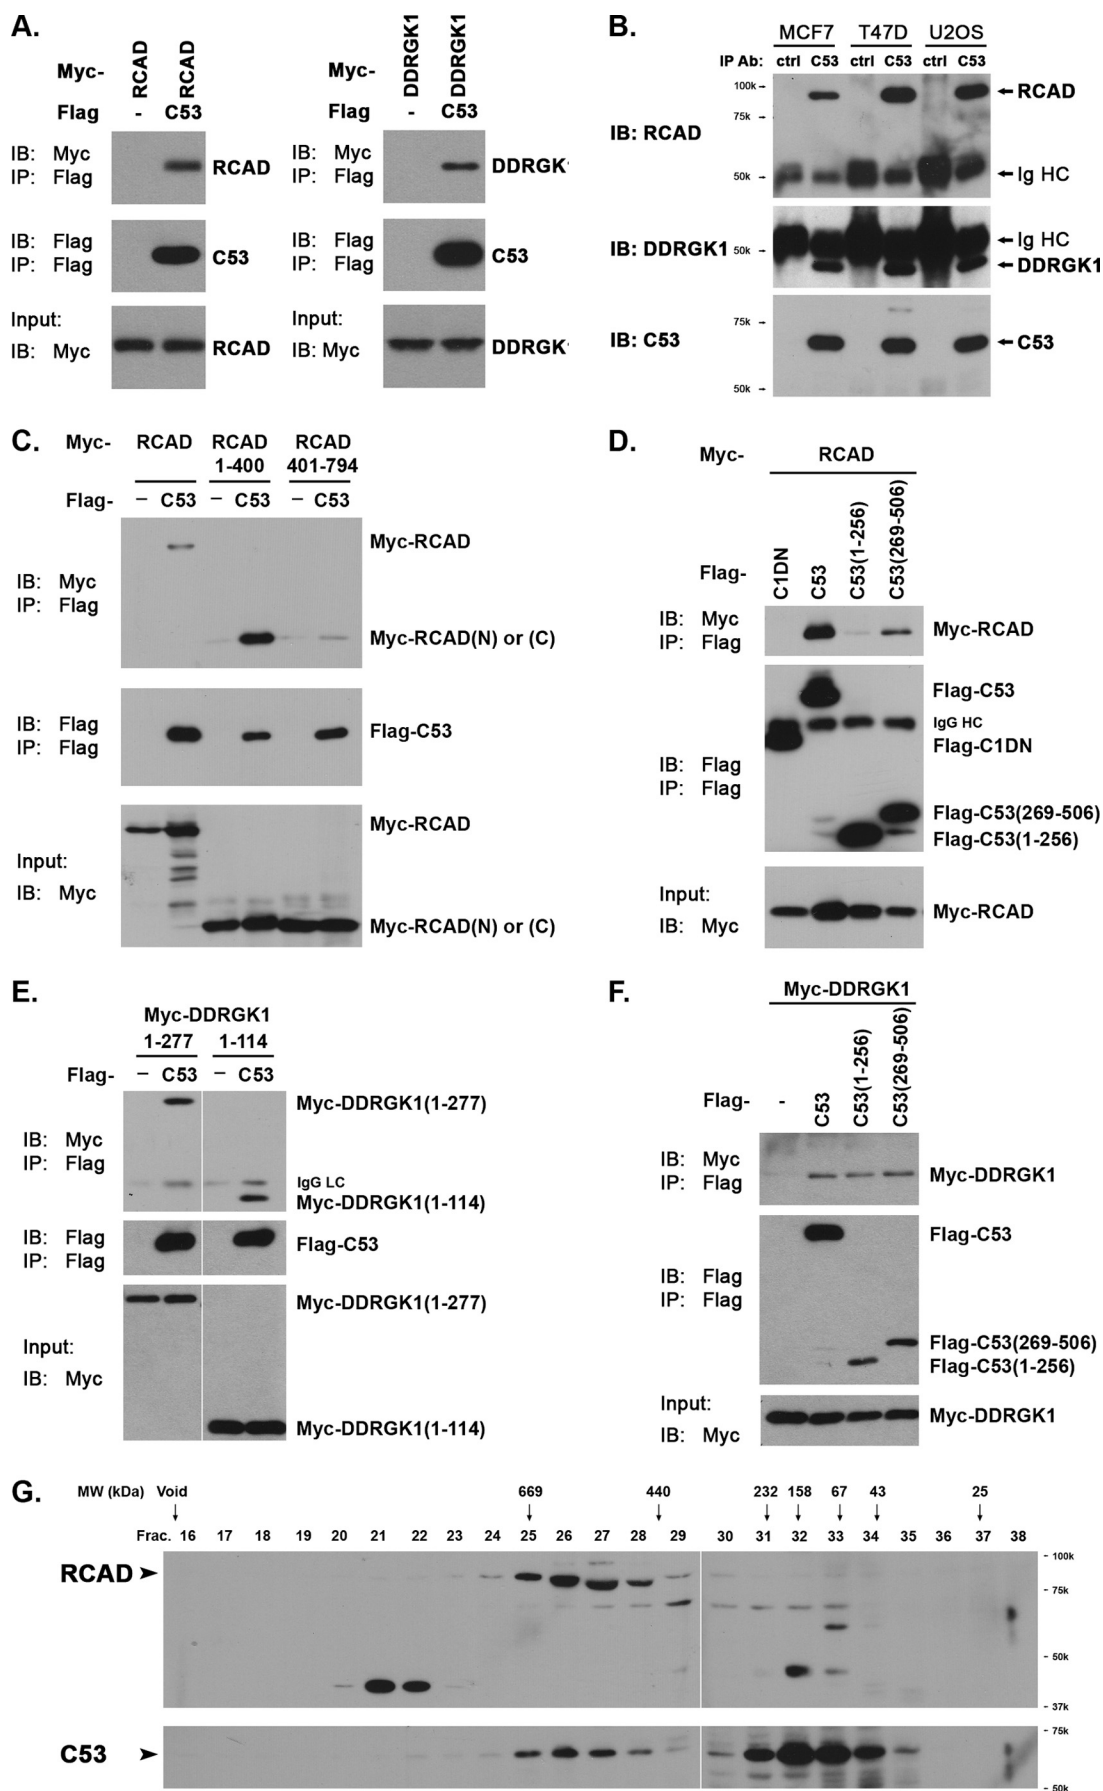 A.
Myc- RCAD RCAD
Flag - C53
IB: Myc
IP: Flag
RCAD
IB: Flag
IP: Flag
C53
Input:
IB: Myc
RCAD
Myc- DDRGK1 DDRGK1
Flag - C53
IB: Myc
IP: Flag
DDRGK
IB: Flag
IP: Flag
C53
Input:
IB: Myc
DDRGK
B.
MCF7 T47D U2OS
IP Ab: ctrl C53 ctrl C53 ctrl C53
100k
75k
50k
IB: RCAD
RCAD
Ig HC
50k
IB: DDRGK1
Ig HC
DDRGK1
75k
50k
IB: C53
C53
C.
Myc- RCAD RCAD 1-400 RCAD 401-794
Flag- – C53 – C53 – C53
IB: Myc
IP: Flag
Myc-RCAD
Myc-RCAD(N) or (C)
IB: Flag
IP: Flag
Flag-C53
Input:
IB: Myc
Myc-RCAD
Myc-RCAD(N) or (C)
D.
Myc- RCAD
Flag- C1DN C53 C53(1-256) C53(269-506)
IB: Myc
IP: Flag
Myc-RCAD
IB: Flag
IP: Flag
Flag-C53
IgG HC
Flag-C1DN
Flag-C53(269-506)
Flag-C53(1-256)
Input:
IB: Myc
Myc-RCAD
E.
Myc-DDRGK1
1-277 1-114
Flag- – C53 – C53
IB: Myc
IP: Flag
Myc-DDRGK1(1-277)
IgG LC
Myc-DDRGK1(1-114)
IB: Flag
IP: Flag
Flag-C53
Input:
IB: Myc
Myc-DDRGK1(1-277)
Myc-DDRGK1(1-114)
F.
Myc-DDRGK1
Flag- - C53 C53(1-256) C53(269-506)
IB: Myc
IP: Flag
Myc-DDRGK1
IB: Flag
IP: Flag
Flag-C53
Flag-C53(269-506)
Flag-C53(1-256)
Input:
IB: Myc
Myc-DDRGK1
G.
MW (kDa) Void 669 440 232 158 67 43 25
Frac. 16 17 18 19 20 21 22 23 24 25 26 27 28 29 30 31 32 33 34 35 36 37 38
RCAD
- 100k
- 75k
- 50k
- 37k
C53
- 75k
- 50k